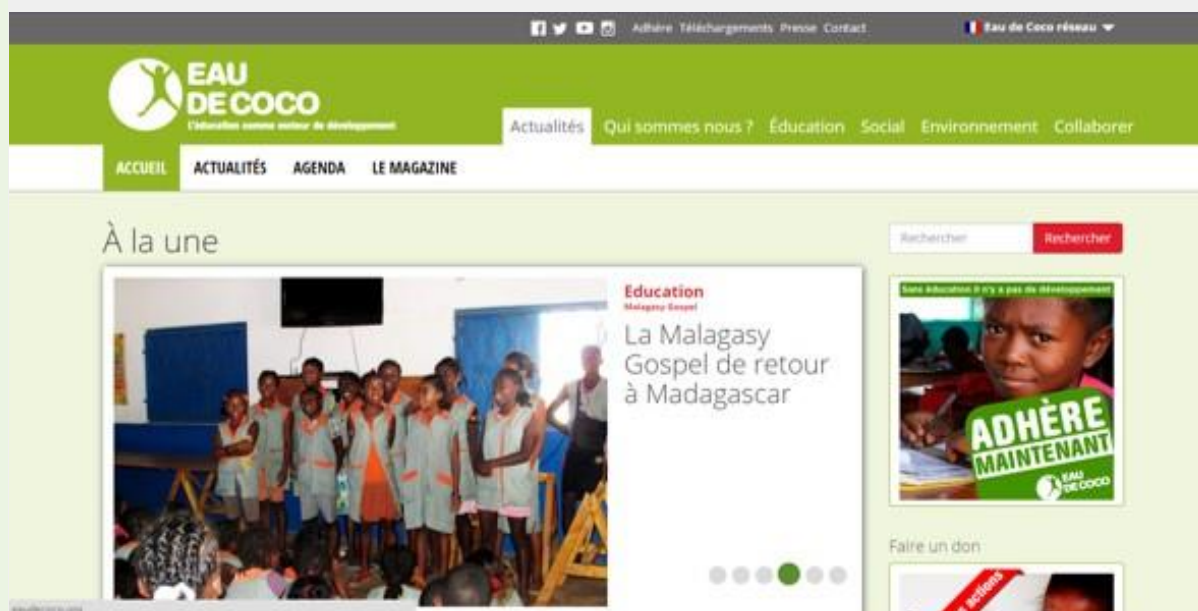 Adhère Téléchargements Presse Contact
Eau de Coco réseau
EAU
DE COCO
L'éducation comme moteur de développement
Actualités Qui sommes nous ? Éducation Social Environnement Collaborer
ACCUEIL ACTUALITÉS AGENDA LE MAGAZINE
À la une
Rechercher Rechercher
Education
Malagasy Gospel
La Malagasy
Gospel de retour
à Madagascar
Sans éducation il n'y a pas de développement
ADHÈRE
MAINTENANT
EAU
DE COCO
Faire un don
actions